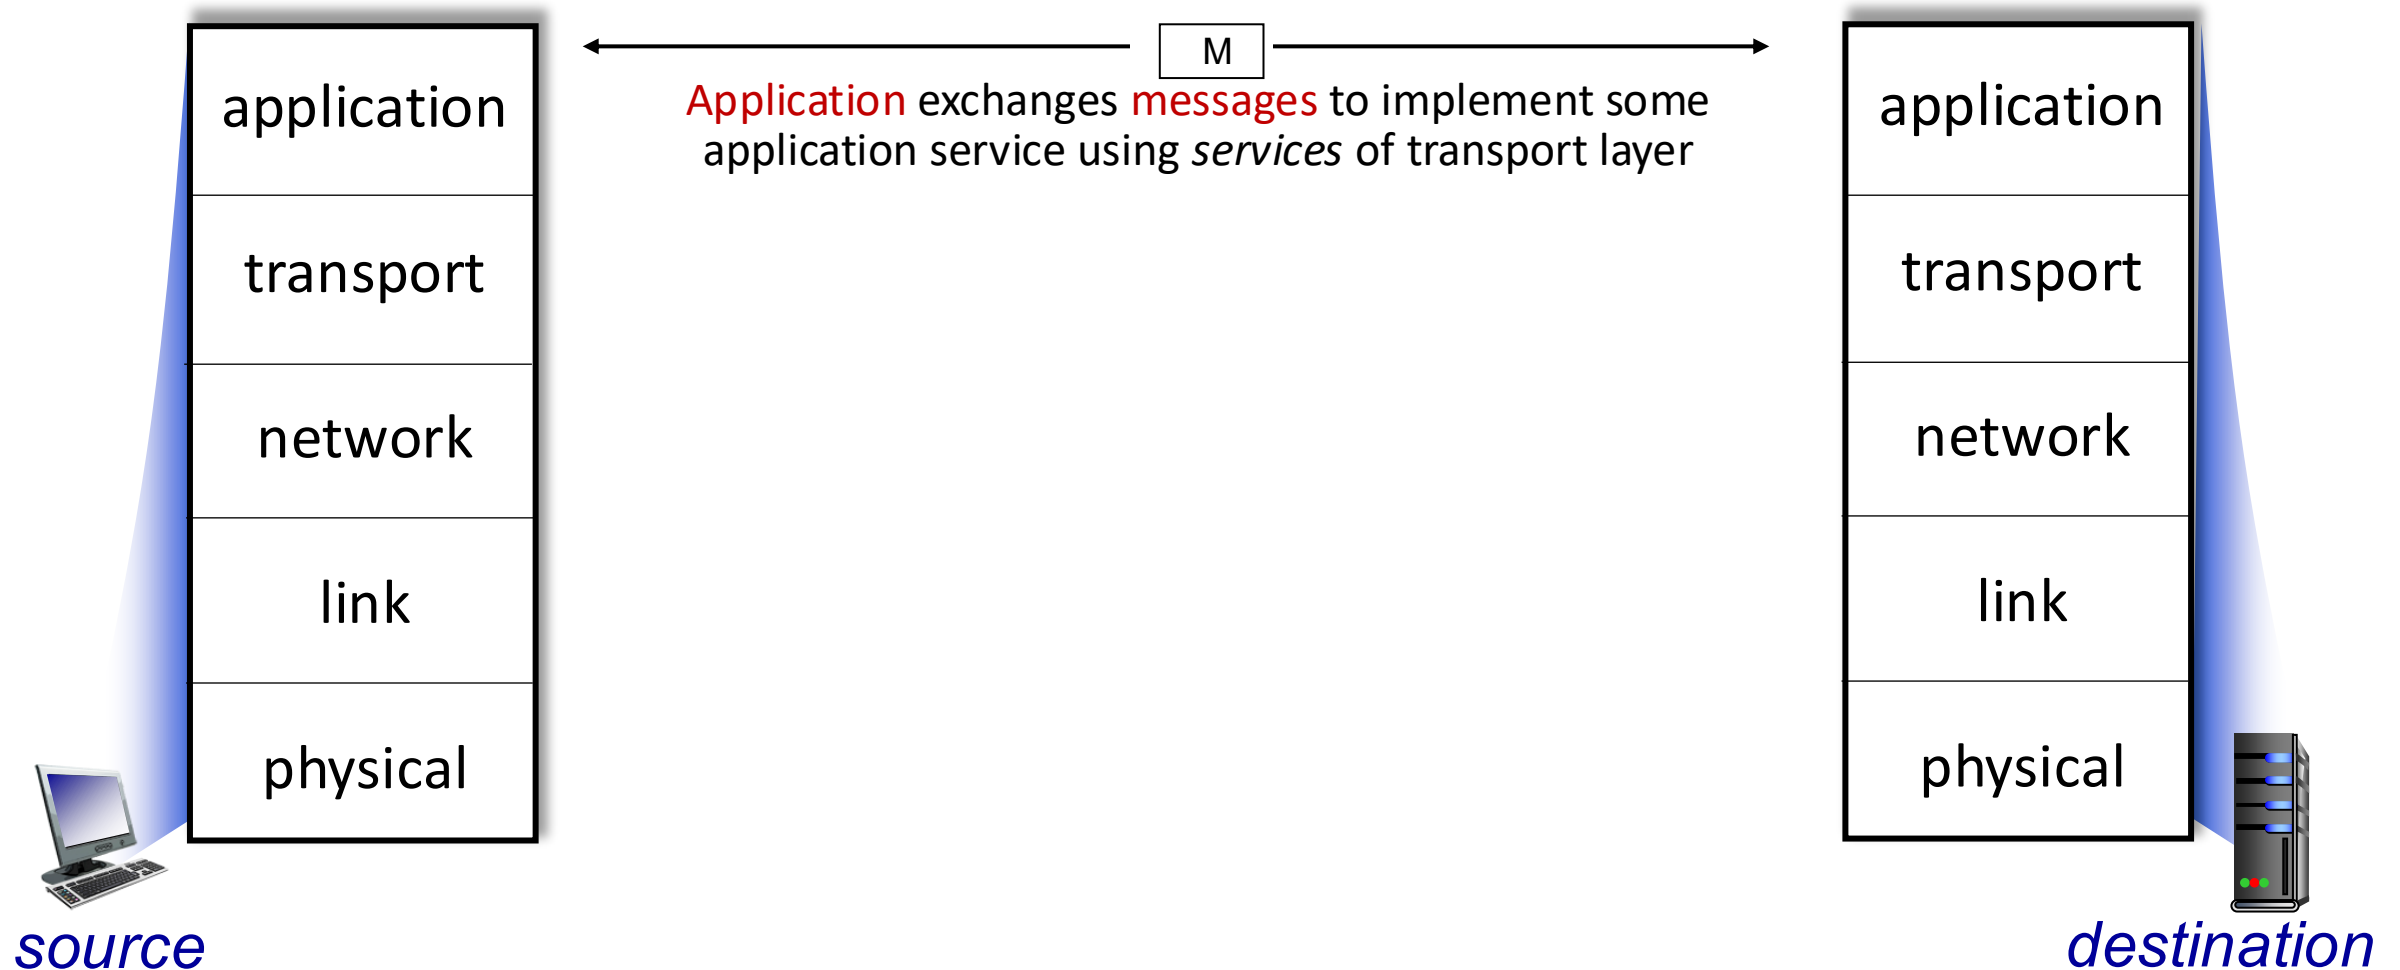 M
Application exchanges messages to implement some
application service using services of transport layer
application
transport
network
link
physical
source
application
transport
network
link
physical
destination